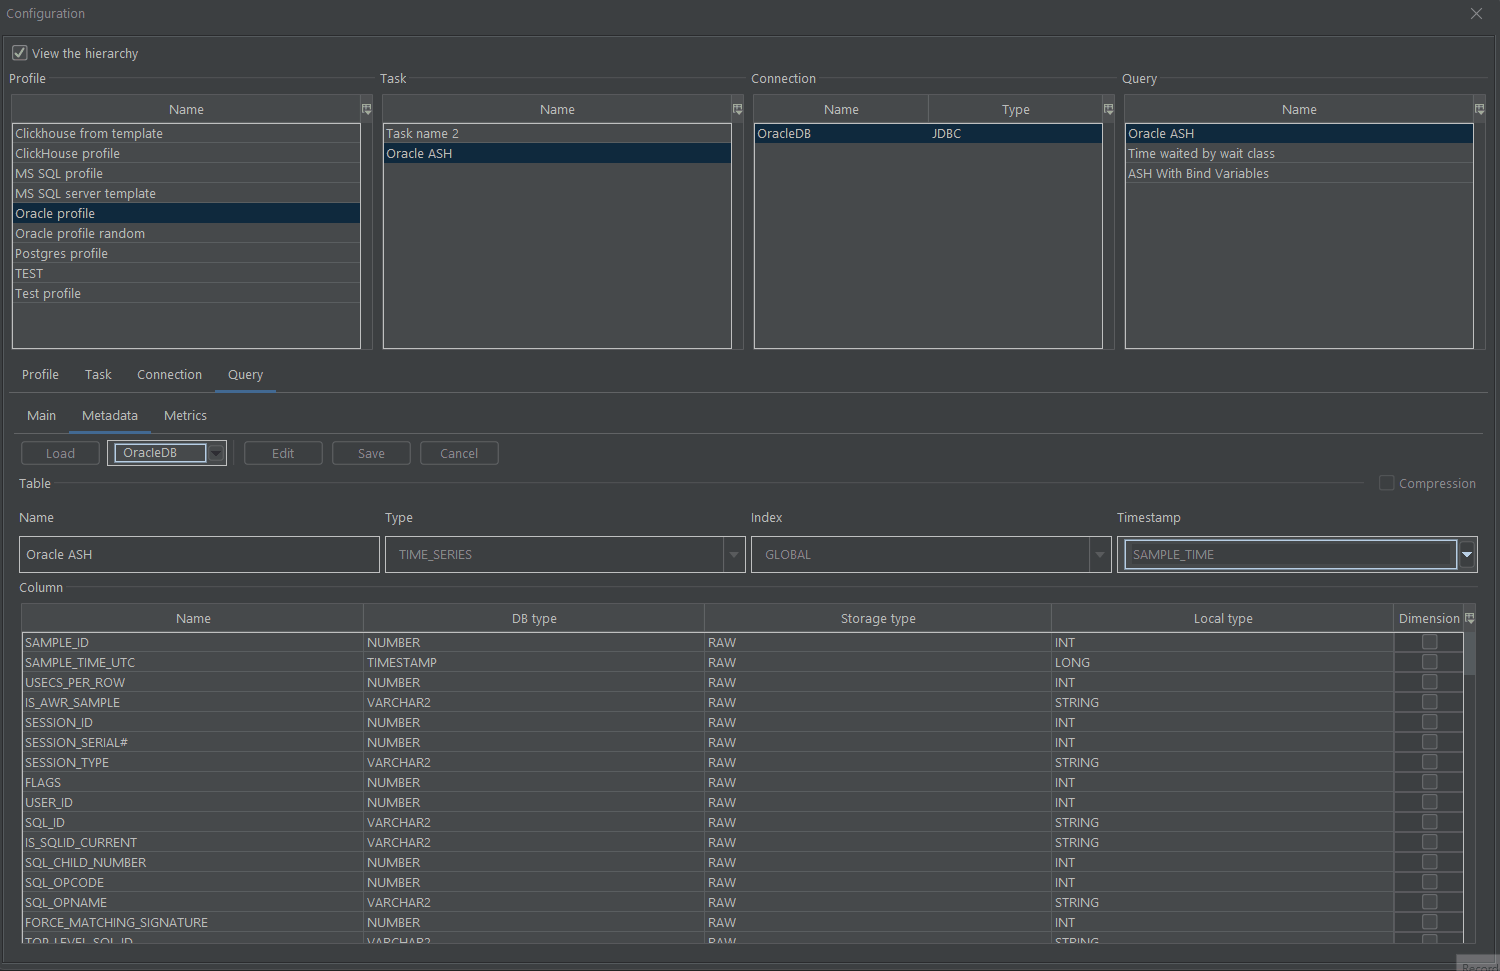 Configuration
View the hierarchy
Profile Task Connection Query
Name Name Name Type Name
Clickhouse from template Task name 2 OracleDB JDBC Oracle ASH
ClickHouse profile Oracle ASH Time waited by wait class
MS SQL profile ASH With Bind Variables
MS SQL server template
Oracle profile
Oracle profile random
Postgres profile
TEST
Test profile
Profile Task Connection Query
Main Metadata Metrics
Load OracleDB Edit Save Cancel
Table Compression
Name Type Index Timestamp
Oracle ASH TIME_SERIES GLOBAL SAMPLE_TIME
Column
Name DB type Storage type Local type Dimension
SAMPLE_ID NUMBER RAW INT
SAMPLE_TIME_UTC TIMESTAMP RAW LONG
USECS_PER_ROW NUMBER RAW INT
IS_AWR_SAMPLE VARCHAR2 RAW STRING
SESSION_ID NUMBER RAW INT
SESSION_SERIAL# NUMBER RAW INT
SESSION_TYPE VARCHAR2 RAW STRING
FLAGS NUMBER RAW INT
USER_ID NUMBER RAW INT
SQL_ID VARCHAR2 RAW STRING
IS_SQLID_CURRENT VARCHAR2 RAW STRING
SQL_CHILD_NUMBER NUMBER RAW INT
SQL_OPCODE NUMBER RAW INT
SQL_OPNAME VARCHAR2 RAW STRING
FORCE_MATCHING_SIGNATURE NUMBER RAW INT
TOP_LEVEL_SQL_ID VARCHAR2 RAW STRING
Record